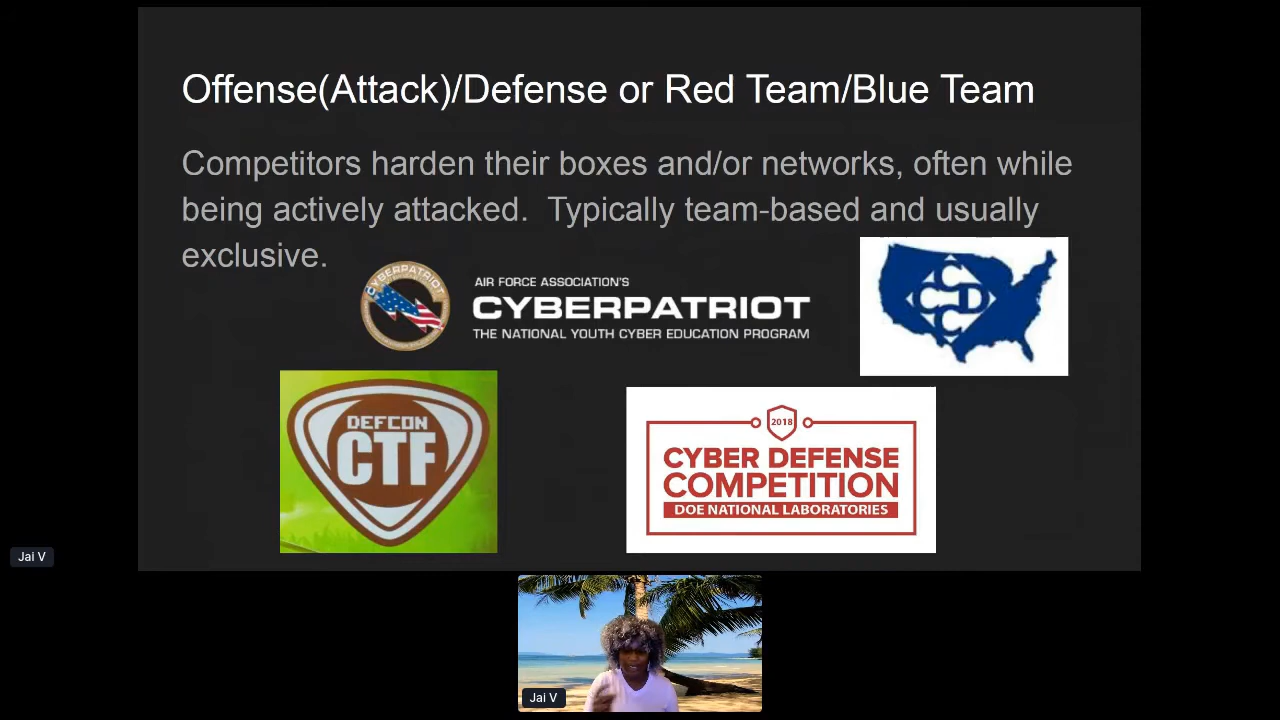 Offense(Attack)/Defense or Red Team/Blue Team
Competitors harden their boxes and/or networks, often while
being actively attacked.  Typically team-based and usually
exclusive.
CYBERPATRIOT
AIR FORCE ASSOCIATION'S
CYBERPATRIOT
THE NATIONAL YOUTH CYBER EDUCATION PROGRAM
C
CD
C
DEFCON
CTF
2018
CYBER DEFENSE
COMPETITION
DOE NATIONAL LABORATORIES
Jai V
Jai V